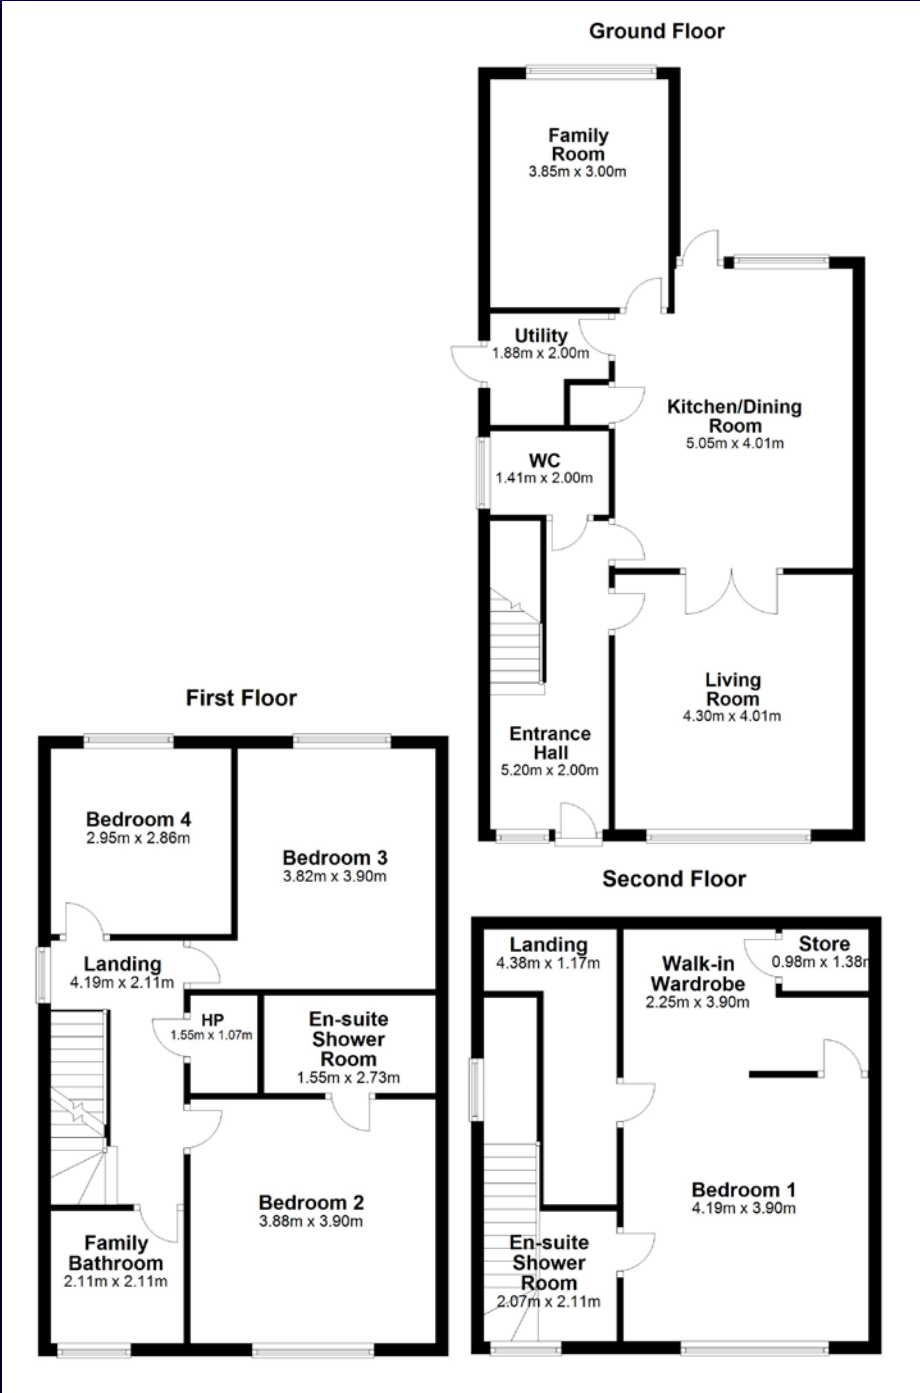 Ground Floor
Family
Room
3.85m x 3.00m
Utility
1.88m x 2.00m
Kitchen/Dining
Room
5.05m x 4.01m
WC
1.41m x 2.00m
Living
Room
4.30m x 4.01m
Entrance
Hall
5.20m x 2.00m
First Floor
Bedroom 4
2.95m x 2.86m
Bedroom 3
3.82m x 3.90m
Landing
4.19m x 2.11m
HP
1.55m x 1.07m
En-suite
Shower
Room
1.55m x 2.73m
Bedroom 2
3.88m x 3.90m
Family
Bathroom
2.11m x 2.11m
Second Floor
Landing
4.38m x 1.17m
Walk-in
Wardrobe
2.25m x 3.90m
Store
0.98m x 1.38m
Bedroom 1
4.19m x 3.90m
En-suite
Shower
Room
2.07m x 2.11m